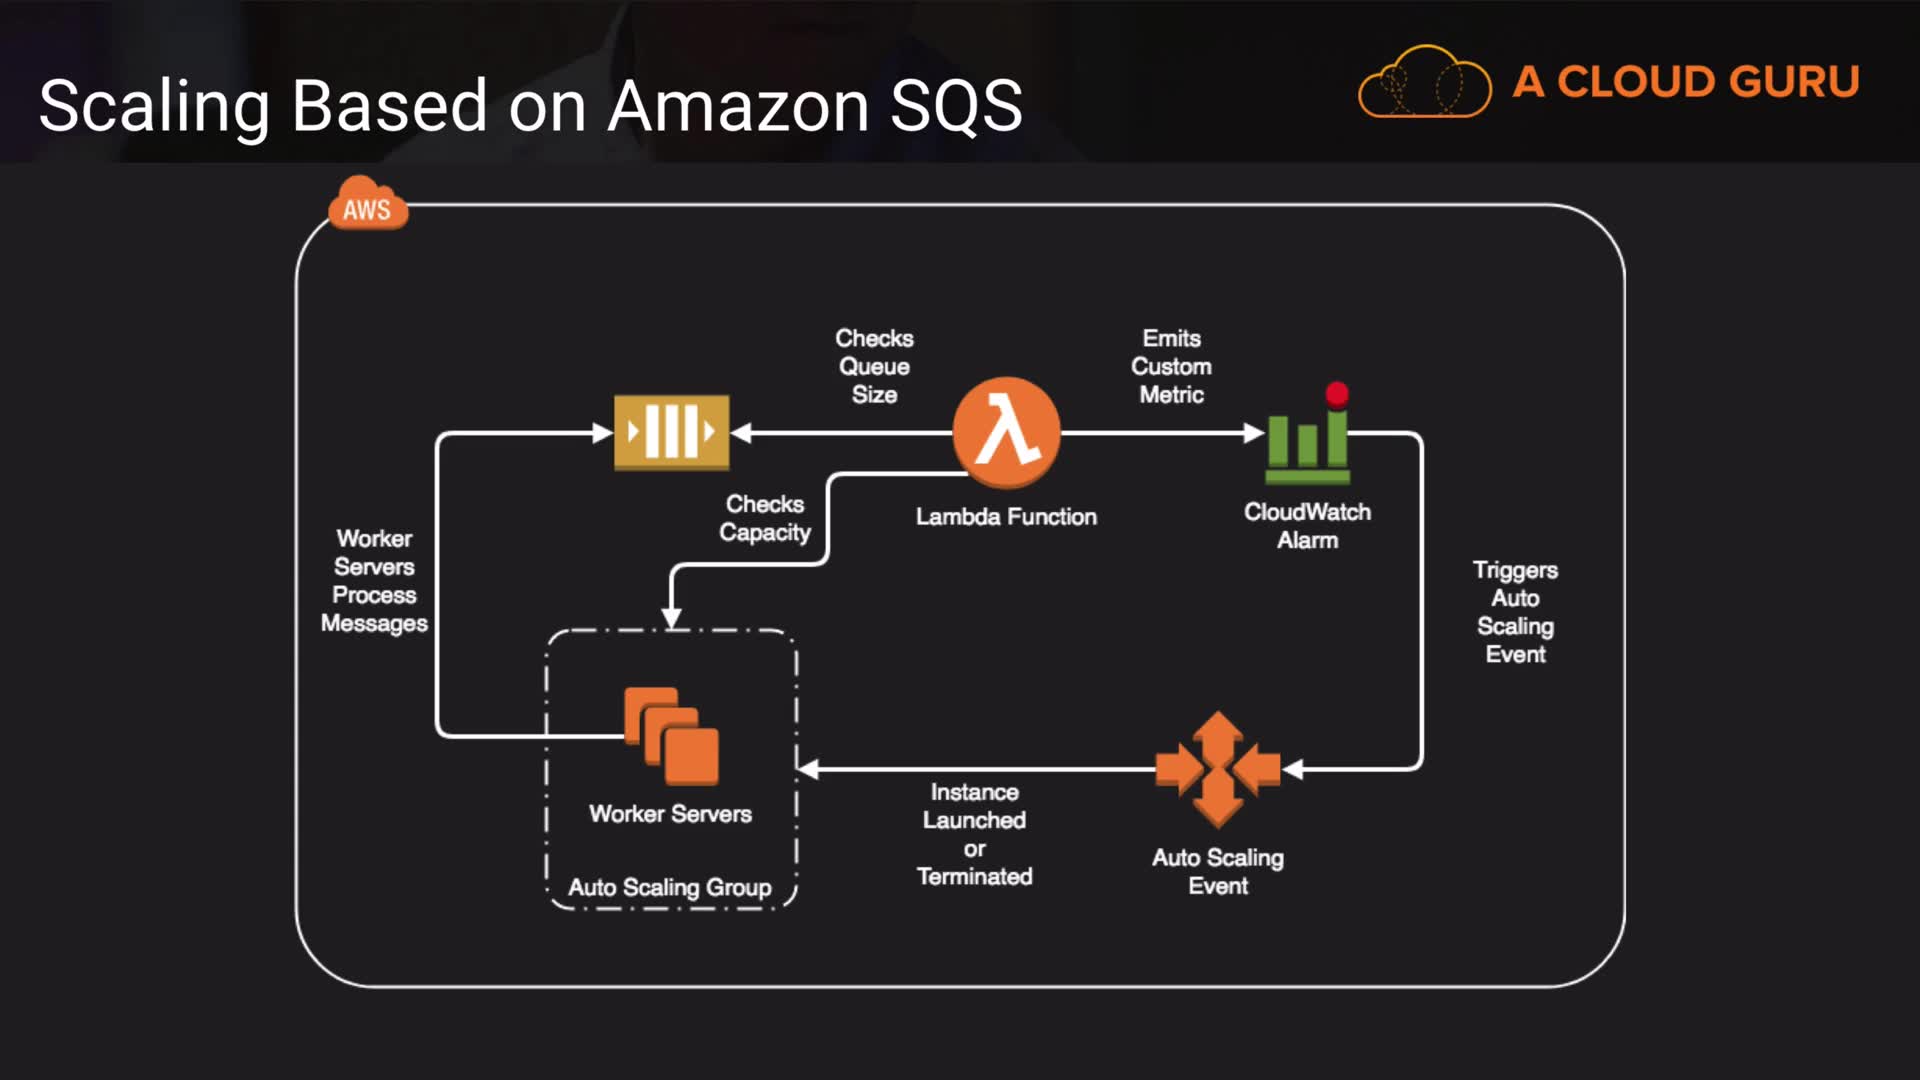 Scaling Based on Amazon SQS
A CLOUD GURU
AWS
Checks
Queue
Size
Emits
Custom
Metric
Checks
Capacity
Lambda Function
CloudWatch
Alarm
Worker
Servers
Process
Messages
Triggers
Auto
Scaling
Event
Worker Servers
Auto Scaling Group
Instance
Launched
or
Terminated
Auto Scaling
Event